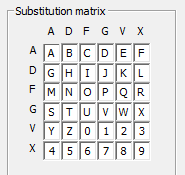 Substitution matrix
A D F G V X
A A B C D E F
D G H I J K L
F M N O P Q R
G S T U V W X
V Y Z 0 1 2 3
X 4 5 6 7 8 9